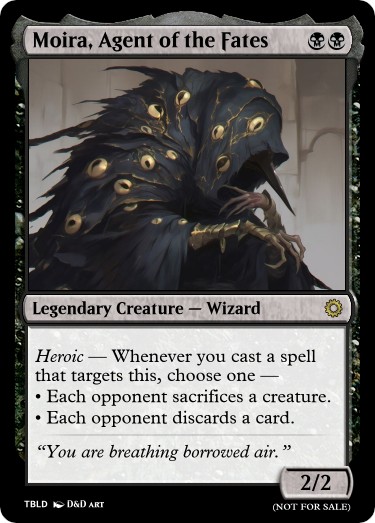 Moira, Agent of the Fates
Legendary Creature — Wizard
Heroic — Whenever you cast a spell
that targets this, choose one —
• Each opponent sacrifices a creature.
• Each opponent discards a card.
“You are breathing borrowed air.”
2/2
TBLD D&D ART
(NOT FOR SALE)